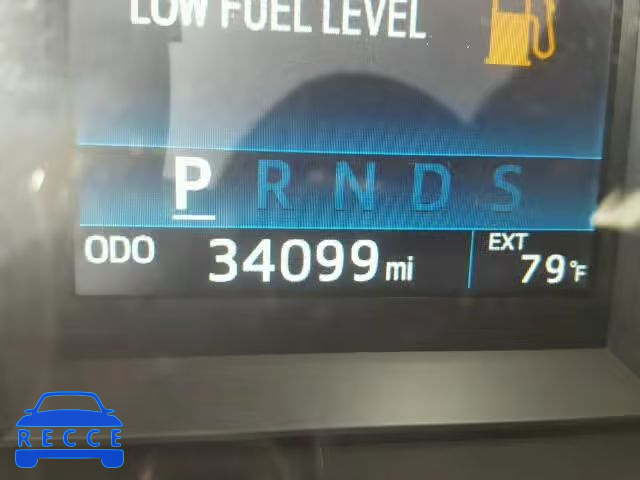 LOW FUEL LEVEL
P R N D S
ODO 34099 mi EXT 79°F
RECCE